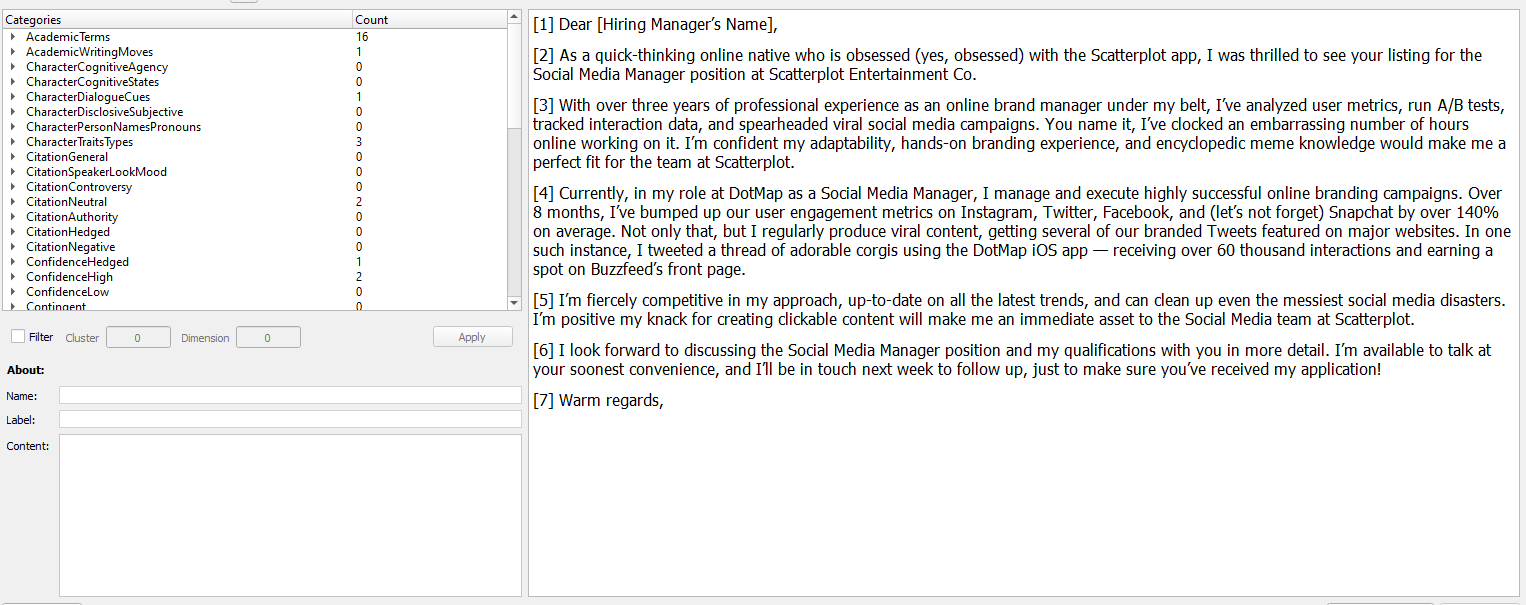 Categories Count
AcademicTerms 16
AcademicWritingMoves 1
CharacterCognitiveAgency 0
CharacterCognitiveStates 0
CharacterDialogueCues 1
CharacterDisclosiveSubjective 0
CharacterPersonNamesPronouns 0
CharacterTraitsTypes 3
CitationGeneral 0
CitationSpeakerLookMood 0
CitationControversy 0
CitationNeutral 2
CitationAuthority 0
CitationHedged 0
CitationNegative 0
ConfidenceHedged 1
ConfidenceHigh 2
ConfidenceLow 0
Contingent 0
Filter Cluster 0 Dimension 0 Apply
About:
Name:
Label:
Content:
[1] Dear [Hiring Manager’s Name],
[2] As a quick-thinking online native who is obsessed (yes, obsessed) with the Scatterplot app, I was thrilled to see your listing for the
Social Media Manager position at Scatterplot Entertainment Co.
[3] With over three years of professional experience as an online brand manager under my belt, I’ve analyzed user metrics, run A/B tests,
tracked interaction data, and spearheaded viral social media campaigns. You name it, I’ve clocked an embarrassing number of hours
online working on it. I’m confident my adaptability, hands-on branding experience, and encyclopedic meme knowledge would make me a
perfect fit for the team at Scatterplot.
[4] Currently, in my role at DotMap as a Social Media Manager, I manage and execute highly successful online branding campaigns. Over
8 months, I’ve bumped up our user engagement metrics on Instagram, Twitter, Facebook, and (let’s not forget) Snapchat by over 140%
on average. Not only that, but I regularly produce viral content, getting several of our branded Tweets featured on major websites. In one
such instance, I tweeted a thread of adorable corgis using the DotMap iOS app — receiving over 60 thousand interactions and earning a
spot on Buzzfeed’s front page.
[5] I’m fiercely competitive in my approach, up-to-date on all the latest trends, and can clean up even the messiest social media disasters.
I’m positive my knack for creating clickable content will make me an immediate asset to the Social Media team at Scatterplot.
[6] I look forward to discussing the Social Media Manager position and my qualifications with you in more detail. I’m available to talk at
your soonest convenience, and I’ll be in touch next week to follow up, just to make sure you’ve received my application!
[7] Warm regards,